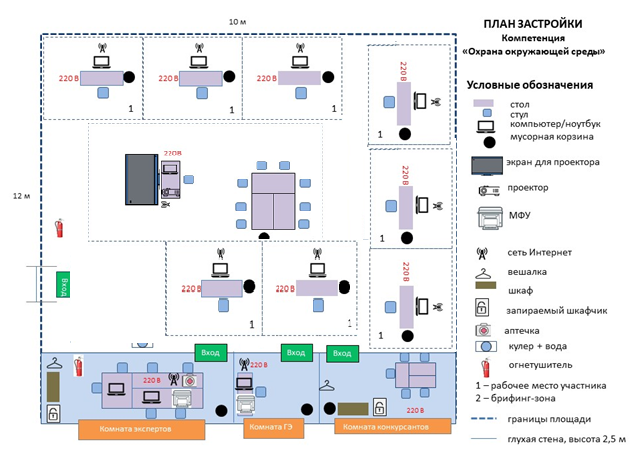 10 м
ПЛАН ЗАСТРОЙКИ
Компетенция
«Охрана окружающей среды»
220 В
220 В
220 В
220 В
1
1
1
1
Условные обозначения
стол
стул
компьютер/ноутбук
мусорная корзина
экран для проектора
проектор
МФУ
сеть Интернет
вешалка
шкаф
запираемый шкафчик
аптечка
кулер + вода
огнетушитель
1 – рабочее место участника
2 – брифинг-зона
границы площади
глухая стена, высота 2,5 м
12 м
220В
220 В
1
220 В
220 В
220 В
1
1
1
Вход
Вход
Вход
Вход
220 В
220 В
220 В
Комната экспертов
Комната ГЭ
Комната конкурсантов